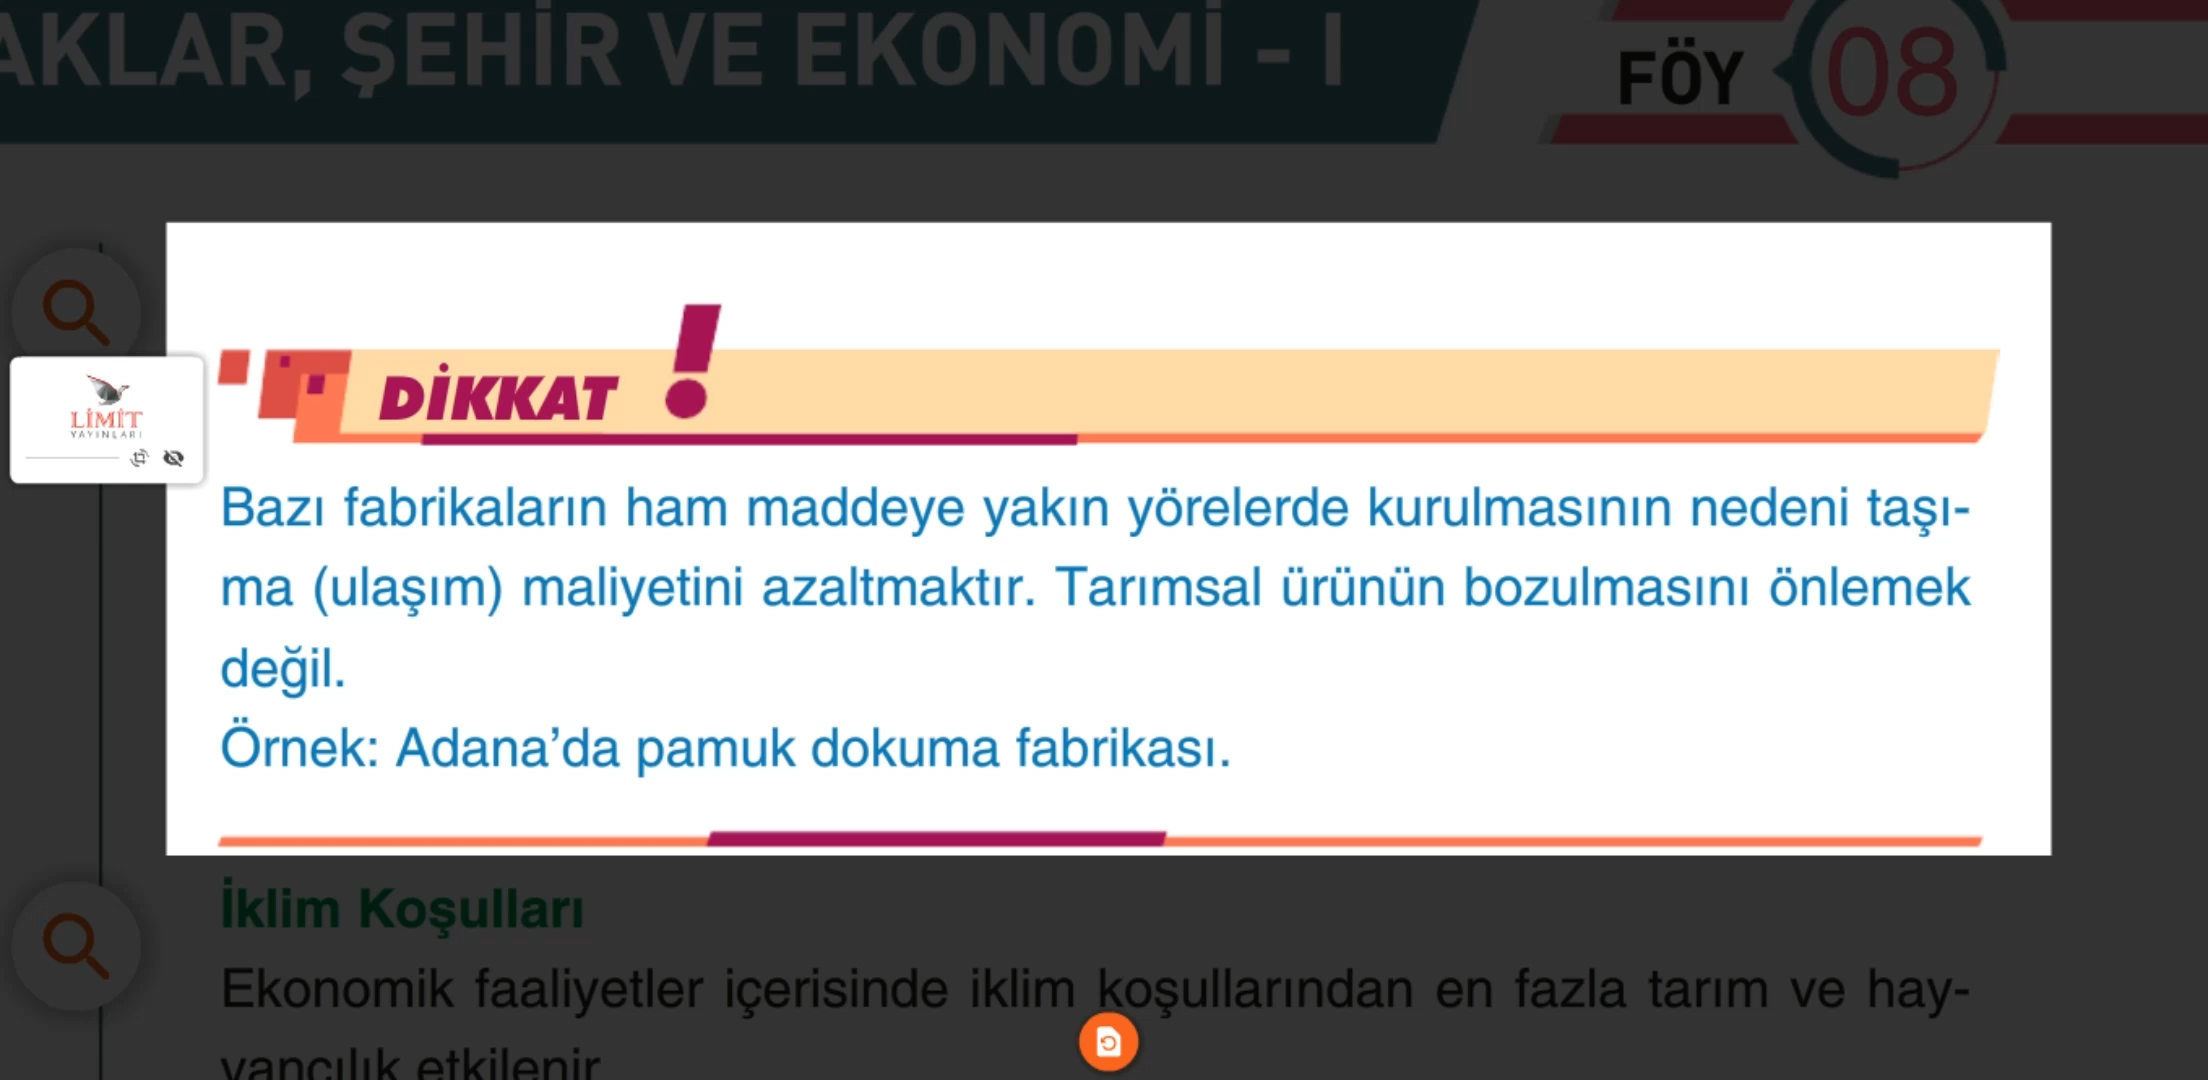 AKLAR, ŞEHİR VE EKONOMİ - I
FÖY 08
DİKKAT !
LİMİT
YAYINLARI
Bazı fabrikaların ham maddeye yakın yörelerde kurulmasının nedeni taşı-
ma (ulaşım) maliyetini azaltmaktır. Tarımsal ürünün bozulmasını önlemek
değil.
Örnek: Adana’da pamuk dokuma fabrikası.
İklim Koşulları
Ekonomik faaliyetler içerisinde iklim koşullarından en fazla tarım ve hay-
vancılık etkilenir